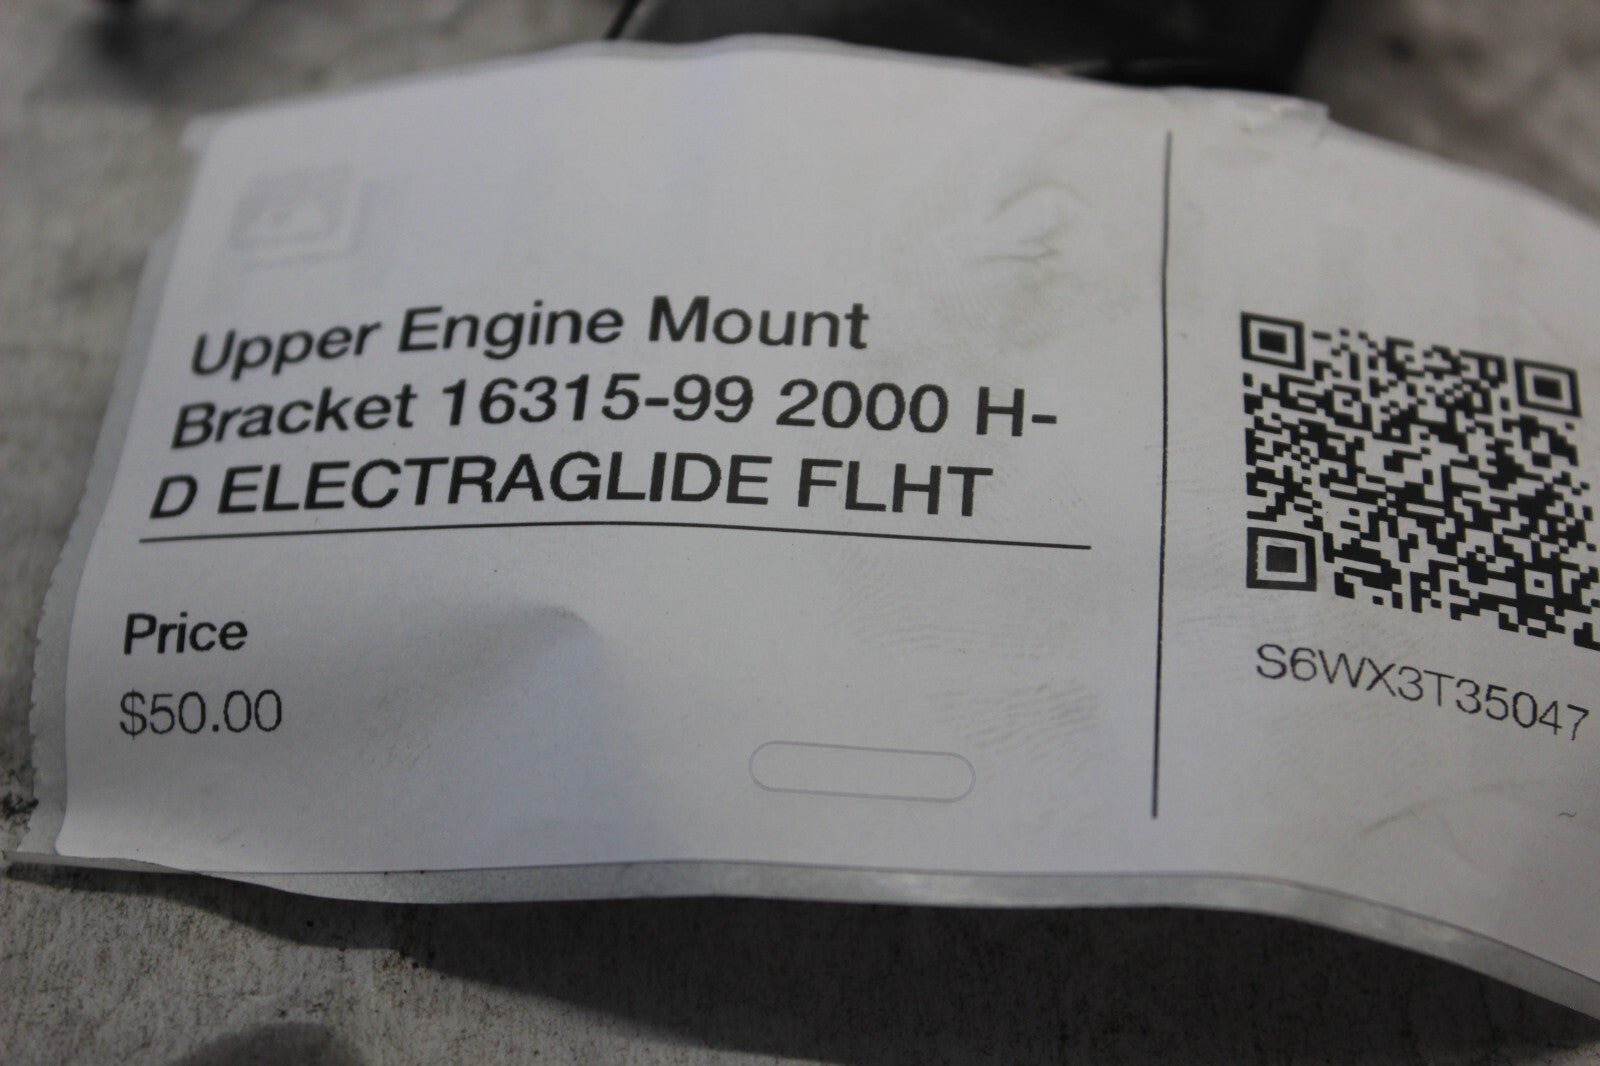 Upper Engine Mount
Bracket 16315-99 2000 H-
D ELECTRAGLIDE FLHT
Price
$50.00
S6WX3T35047